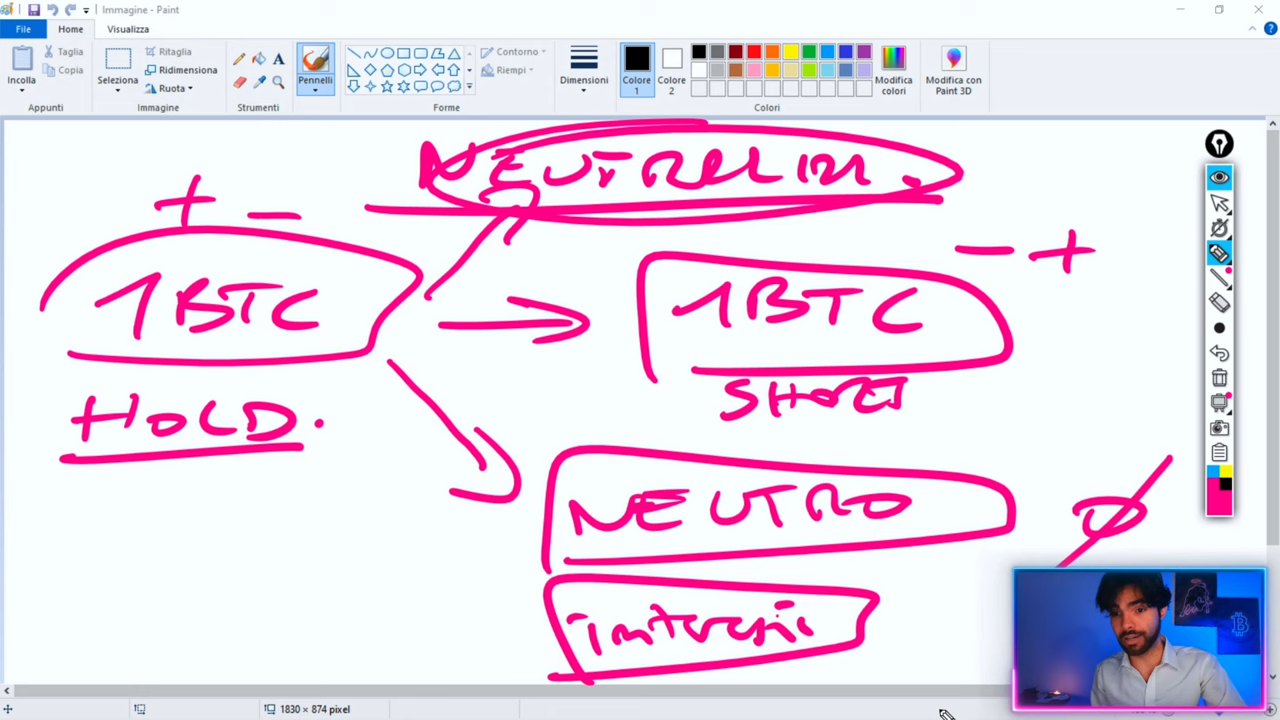 Immagine - Paint
File Home Visualizza
Incolla
Taglia
Copia
Appunti
Seleziona
Ritaglia
Ridimensiona
Ruota
Immagine
A
Strumenti
Pennelli
Contorno
Riempi
Forme
Dimensioni
Colore 1
Colore 2
Modifica colori
Colori
Modifica con Paint 3D
+ -
1BTC
HOLD.
- +
1BTC
SHORT
NEUTRO
1830 × 874 pixel